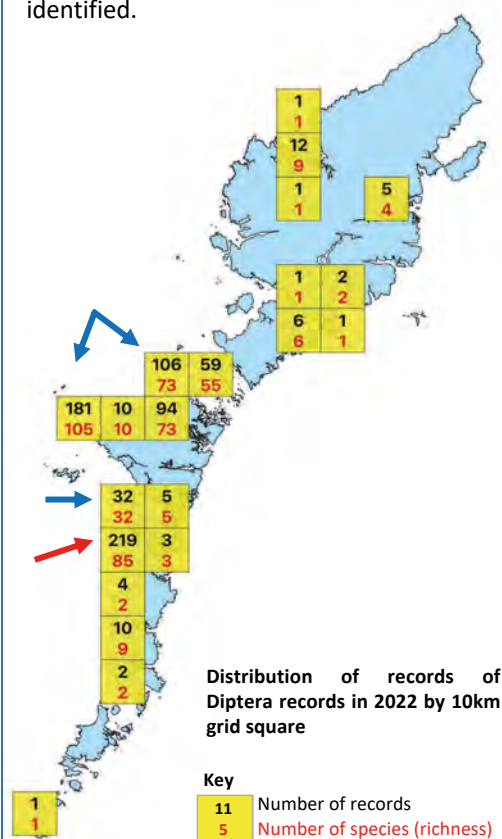 identified.
1
1
12
9
1
1
5
4
1 2
1 2
6 1
6 1
106 59
73 55
181 10 94
105 10 73
32 5
32 5
219 3
85 3
4
2
10
9
2
2
Distribution of records of
Diptera records in 2022 by 10km
grid square
Key
1
1
11 Number of records
5 Number of species (richness)